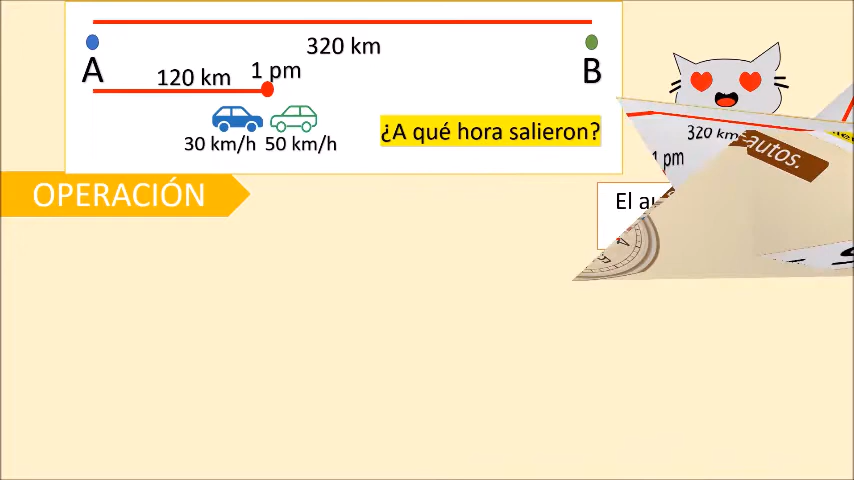 320 km
A
B
120 km
1 pm
30 km/h 50 km/h
¿A qué hora salieron?
OPERACIÓN
320 km
autos.
1 pm
El